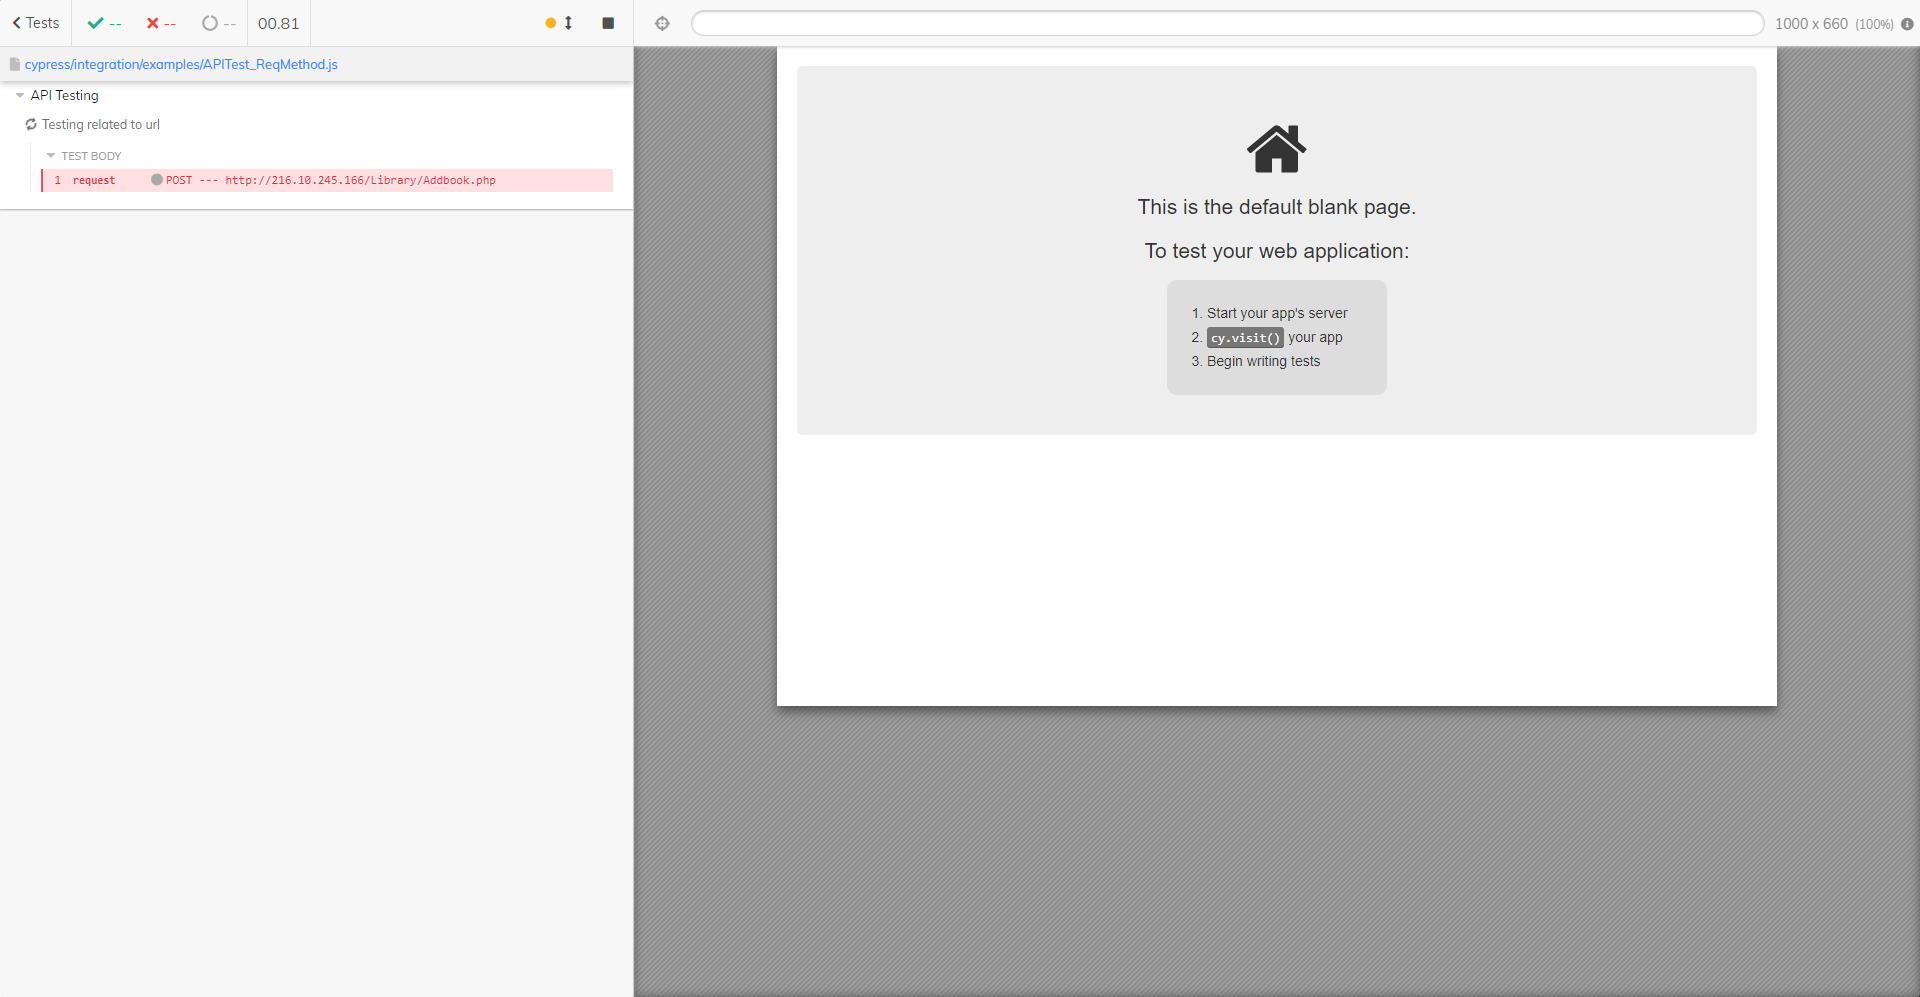 Tests -- -- -- 00.81
1000 x 660 (100%)
cypress/integration/examples/APITest_ReqMethod.js
API Testing
Testing related to url
TEST BODY
1 request POST --- http://216.10.245.166/Library/Addbook.php
This is the default blank page.
To test your web application:
1. Start your app's server
2. cy.visit() your app
3. Begin writing tests